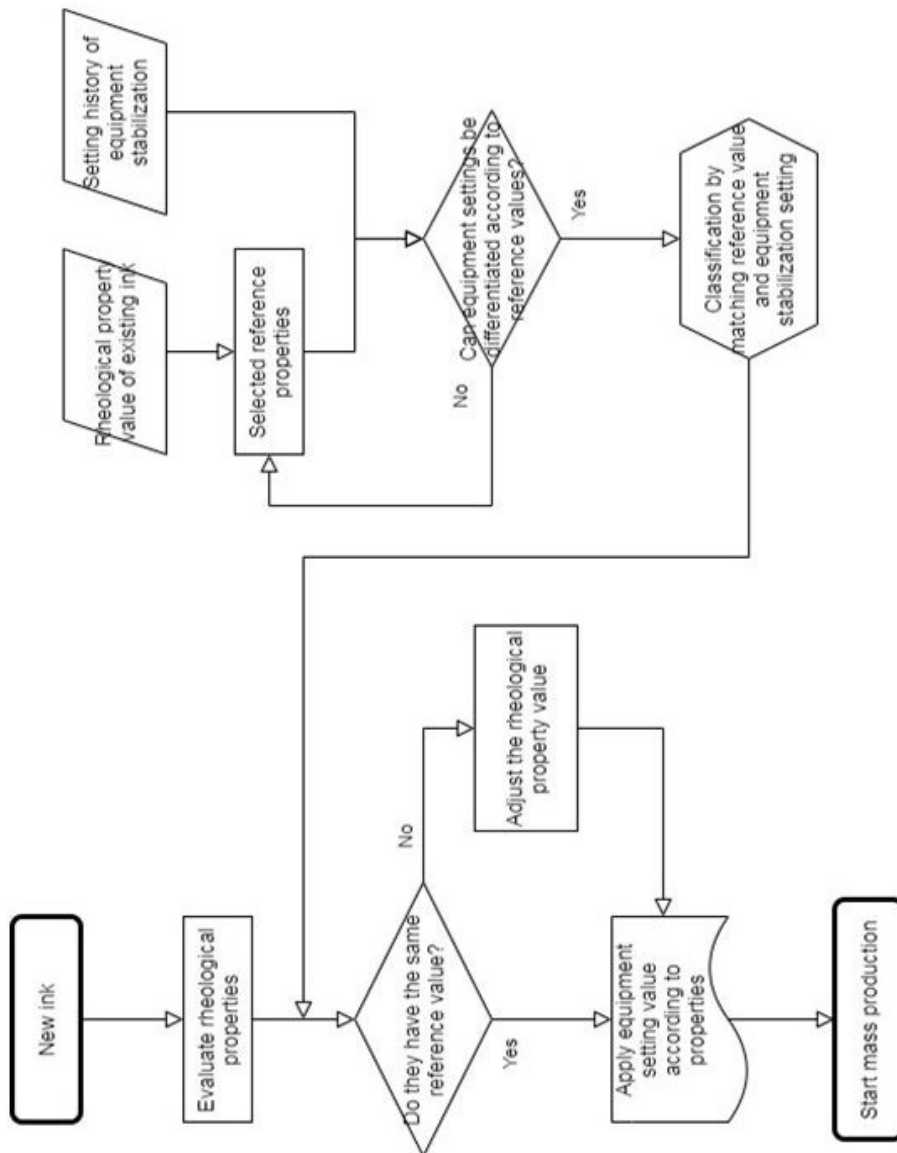 New ink
Evaluate rheological
properties
Do they have the same
reference value?
No
Yes
Adjust the rheological
property value
Apply equipment
setting value
according to
properties
Start mass production
Rheological property
value of existing ink
Setting history of
equipment
stabilization
Selected reference
properties
Can equipment settings be
differentiated according to
reference values?
No
Yes
Classification by
matching reference value
and equipment
stabilization setting